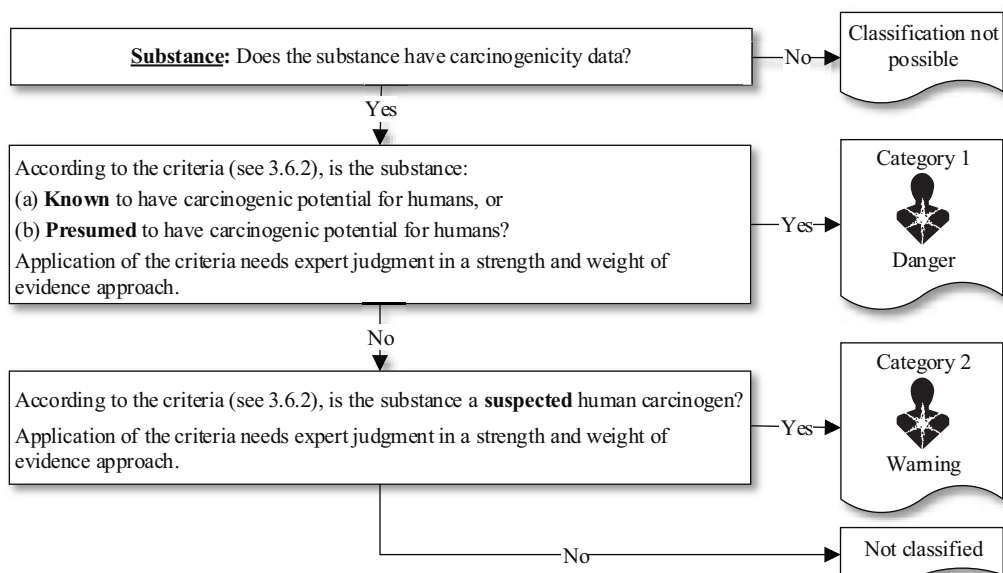 Substance: Does the substance have carcinogenicity data?
No
Classification not
possible
Yes
According to the criteria (see 3.6.2), is the substance:
(a) Known to have carcinogenic potential for humans, or
(b) Presumed to have carcinogenic potential for humans?
Application of the criteria needs expert judgment in a strength and weight of
evidence approach.
Yes
Category 1
Danger
No
According to the criteria (see 3.6.2), is the substance a suspected human carcinogen?
Application of the criteria needs expert judgment in a strength and weight of
evidence approach.
Yes
Category 2
Warning
No
Not classified